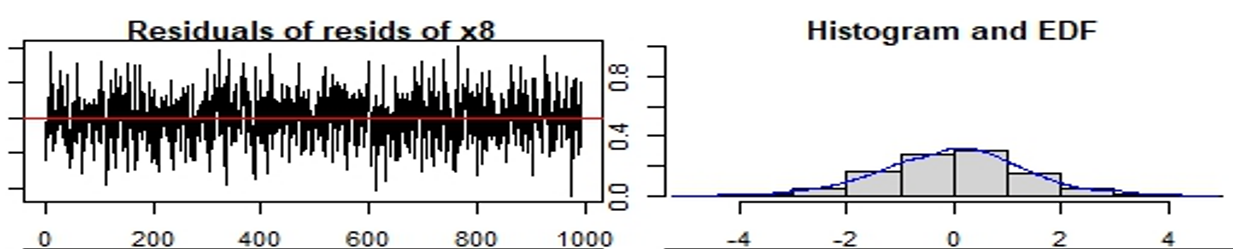 Residuals of resids of x8
0 200 400 600 800 1000
Histogram and EDF
0.0 0.4 0.8
-4 -2 0 2 4